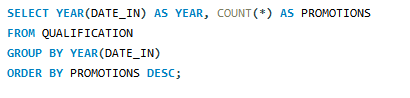 SELECT YEAR(DATE_IN) AS YEAR, COUNT(*) AS PROMOTIONS
FROM QUALIFICATION
GROUP BY YEAR(DATE_IN)
ORDER BY PROMOTIONS DESC;